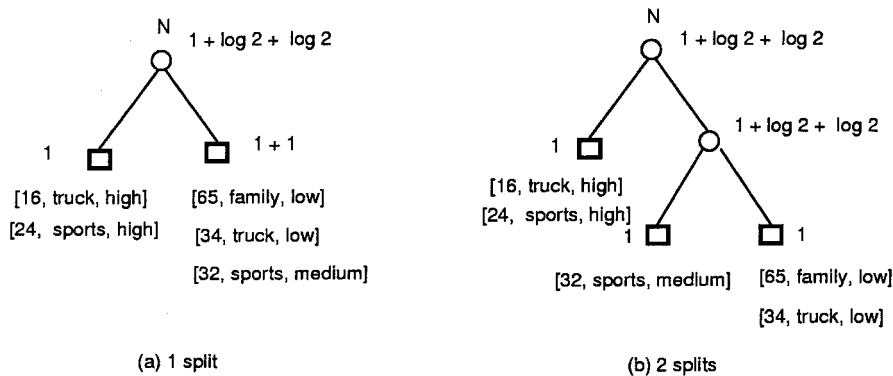 N
1 + log 2 + log 2
1
1 + 1
[16, truck, high]
[24, sports, high]
[65, family, low]
[34, truck, low]
[32, sports, medium]
(a) 1 split
N
1 + log 2 + log 2
1 + log 2 + log 2
1
[16, truck, high]
[24, sports, high]
1
1
[32, sports, medium]
[65, family, low]
[34, truck, low]
(b) 2 splits